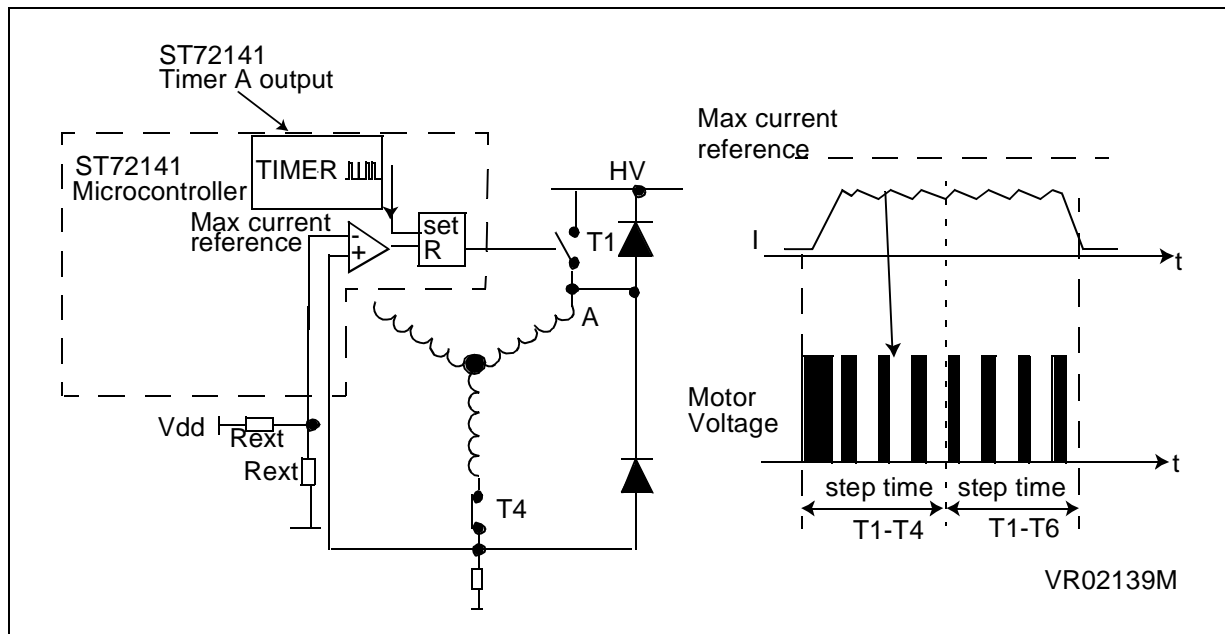 ST72141
Timer A output
ST72141
Microcontroller
TIMER
Max current
reference
-
+
set
R
HV
T1
A
Vdd
Rext
Rext
T4
Max current
reference
I
t
Motor
Voltage
t
step time
step time
T1-T4
T1-T6
VR02139M